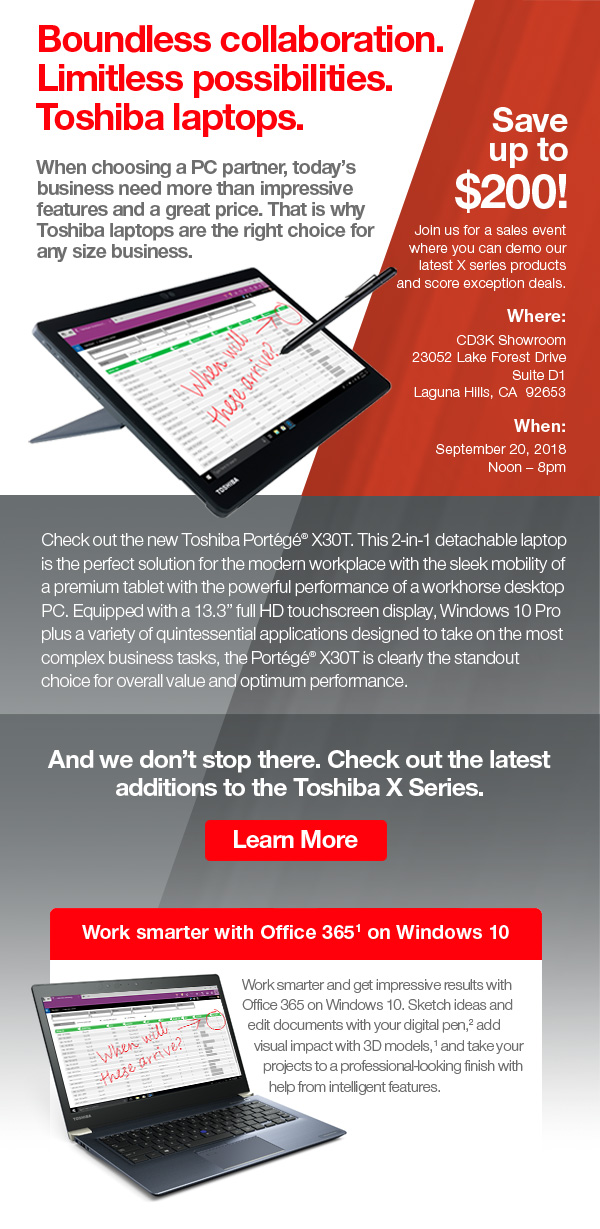 Boundless collaboration.
Limitless possibilities.
Toshiba laptops.
When choosing a PC partner, today's
business need more than impressive
features and a great price. That is why
Toshiba laptops are the right choice for
any size business.
Save
up to
$200!
Join us for a sales event
where you can demo our
latest X series products
and score exception deals.
Where:
CD3K Showroom
23052 Lake Forest Drive
Suite D1
Laguna Hills, CA 92653
When:
September 20, 2018
Noon – 8pm
When will
these arrive?
TOSHIBA
Check out the new Toshiba Portégé® X30T. This 2-in-1 detachable laptop
is the perfect solution for the modern workplace with the sleek mobility of
a premium tablet with the powerful performance of a workhorse desktop
PC. Equipped with a 13.3” full HD touchscreen display, Windows 10 Pro
plus a variety of quintessential applications designed to take on the most
complex business tasks, the Portégé® X30T is clearly the standout
choice for overall value and optimum performance.
And we don't stop there. Check out the latest
additions to the Toshiba X Series.
Learn More
Work smarter with Office 365¹ on Windows 10
Work smarter and get impressive results with
Office 365 on Windows 10. Sketch ideas and
edit documents with your digital pen,² add
visual impact with 3D models,¹ and take your
projects to a professional-looking finish with
help from intelligent features.
When will
these arrive?
TOSHIBA